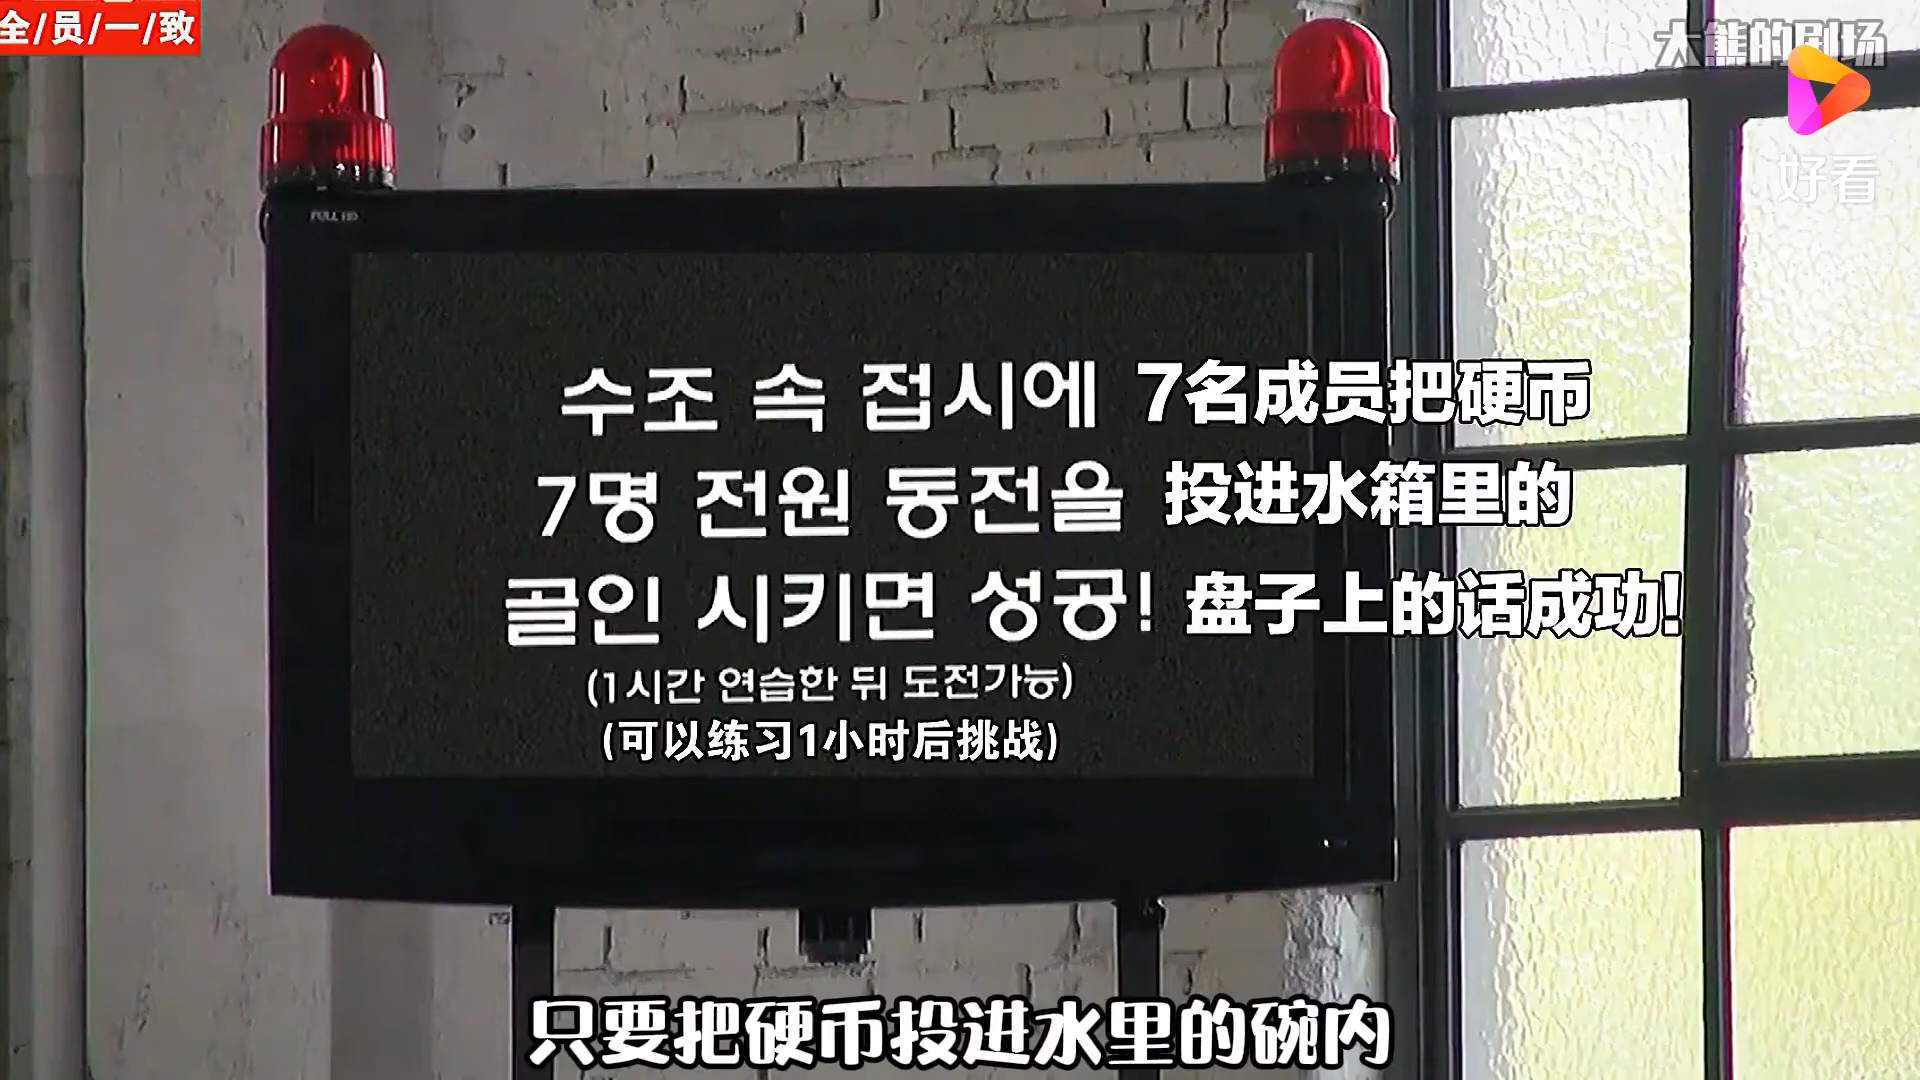 全/员/一/致
大熊的剧场
好看
FULL HD
수조 속 접시에 7名成员把硬币
7명 전원 동전을 投进水箱里的
골인 시키면 성공! 盘子上的话成功!
(1시간 연습한 뒤 도전가능)
(可以练习1小时后挑战)
只要把硬币投进水里的碗内